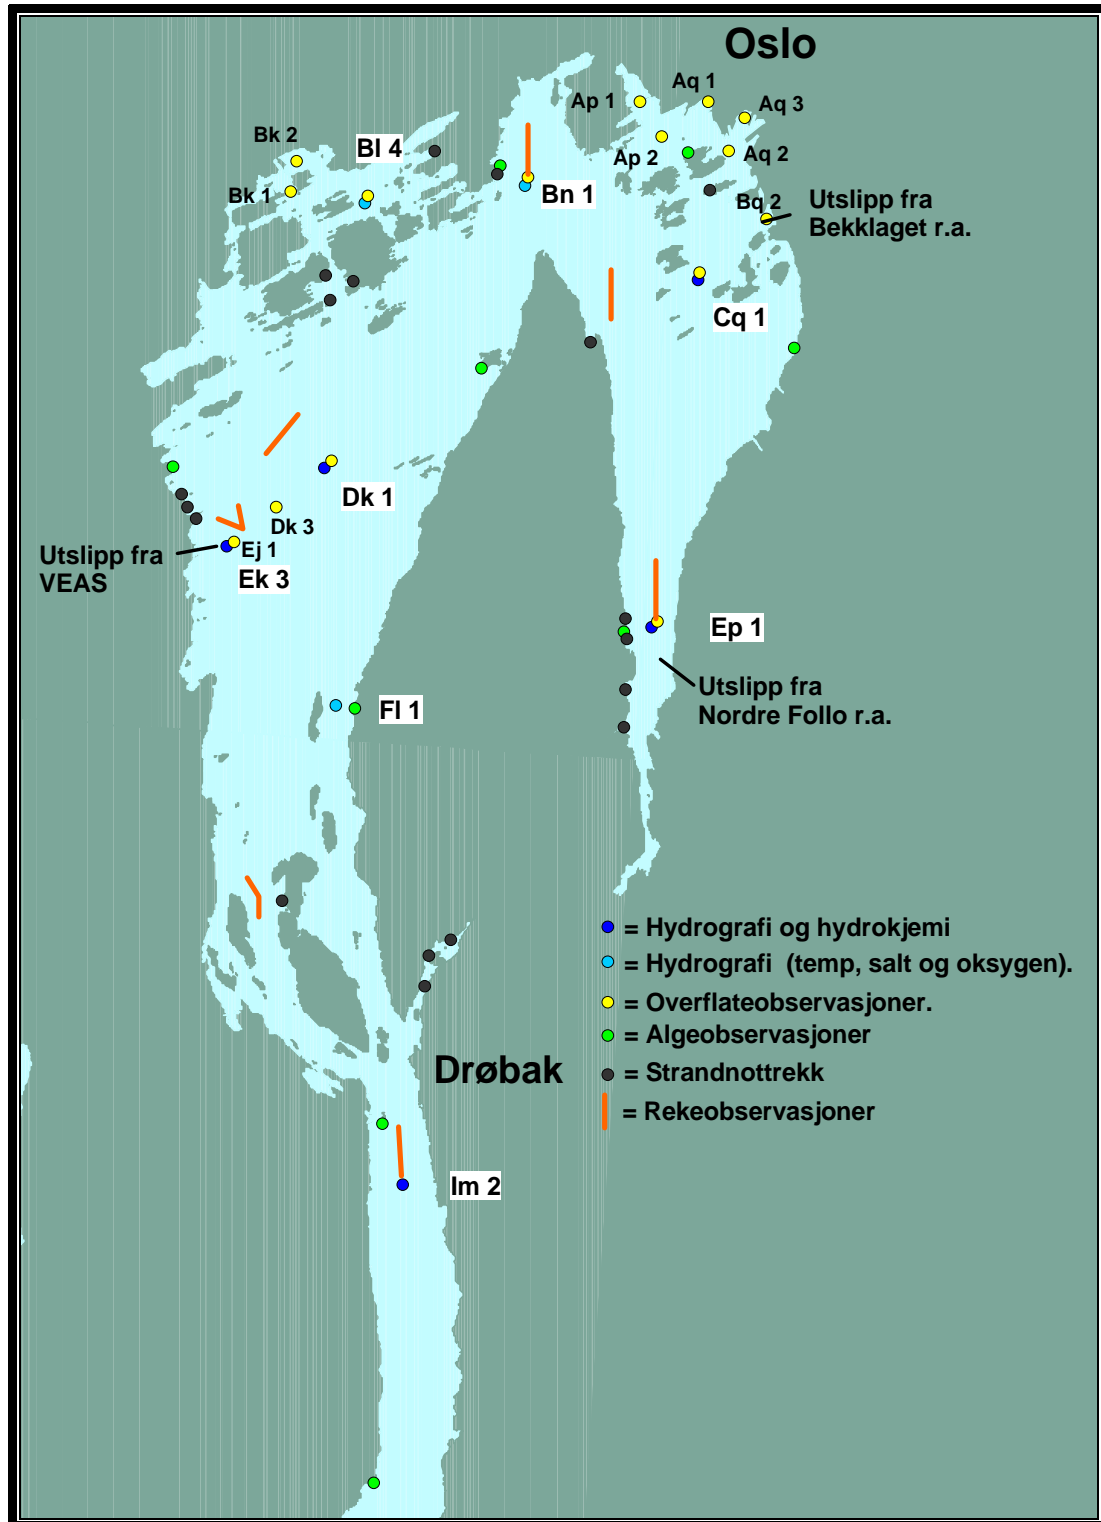 Oslo
Aq 1
Ap 1
Aq 3
Bk 2
Bl 4
Ap 2
Aq 2
Bk 1
Bn 1
Bq 2
Utslipp fra
Bekklaget r.a.
Cq 1
Dk 1
Dk 3
Utslipp fra
VEAS
Ej 1
Ek 3
Ep 1
Utslipp fra
Nordre Follo r.a.
Fl 1
= Hydrografi og hydrokjemi
= Hydrografi (temp, salt og oksygen).
= Overflateobservasjoner.
= Algeobservasjoner
Drøbak
= Strandnottrekk
= Rekeobservasjoner
Im 2